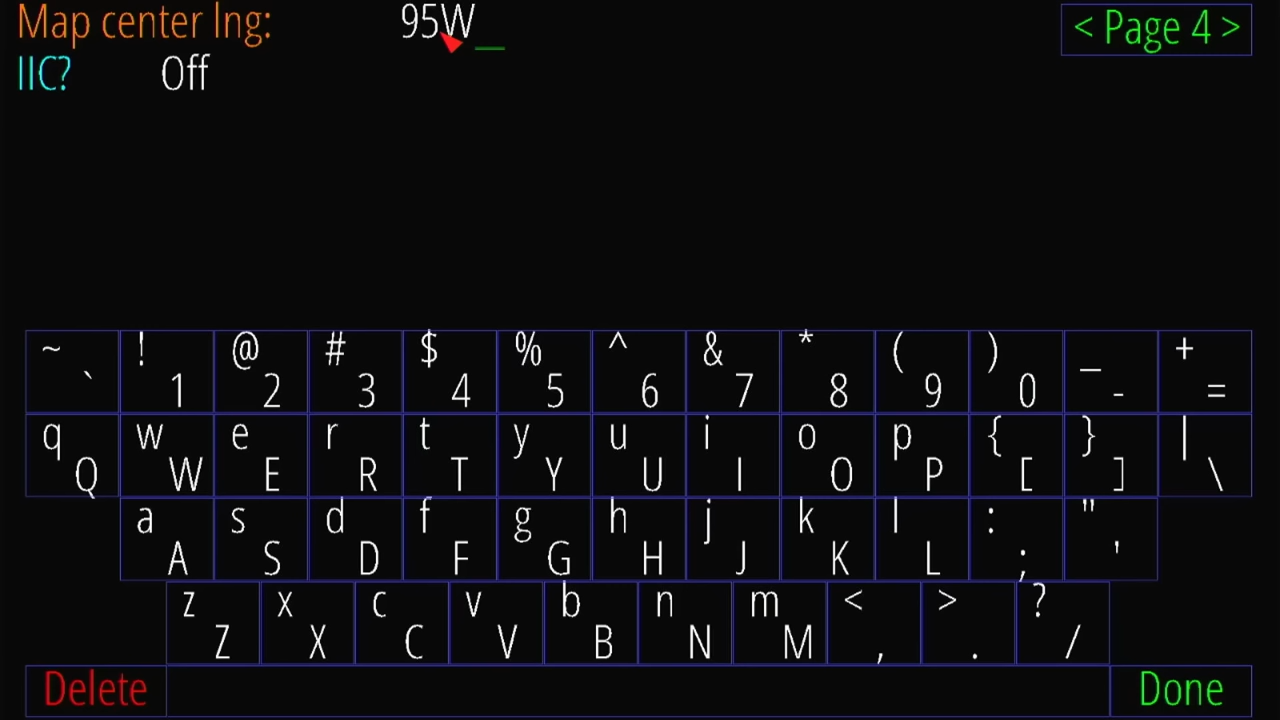 Map center lng: 95W_ < Page 4 >
IIC? Off
~ ` ! 1 @ 2 # 3 $ 4 % 5 ^ 6 & 7 * 8 ( 9 ) 0 _ - + =
q Q w W e E r R t T y Y u U i I o O p P { [ } ] | \
a A s S d D f F g G h H j J k K l L : ; " '
z Z x X c C v V b B n N m M < , > . ? /
Delete Done